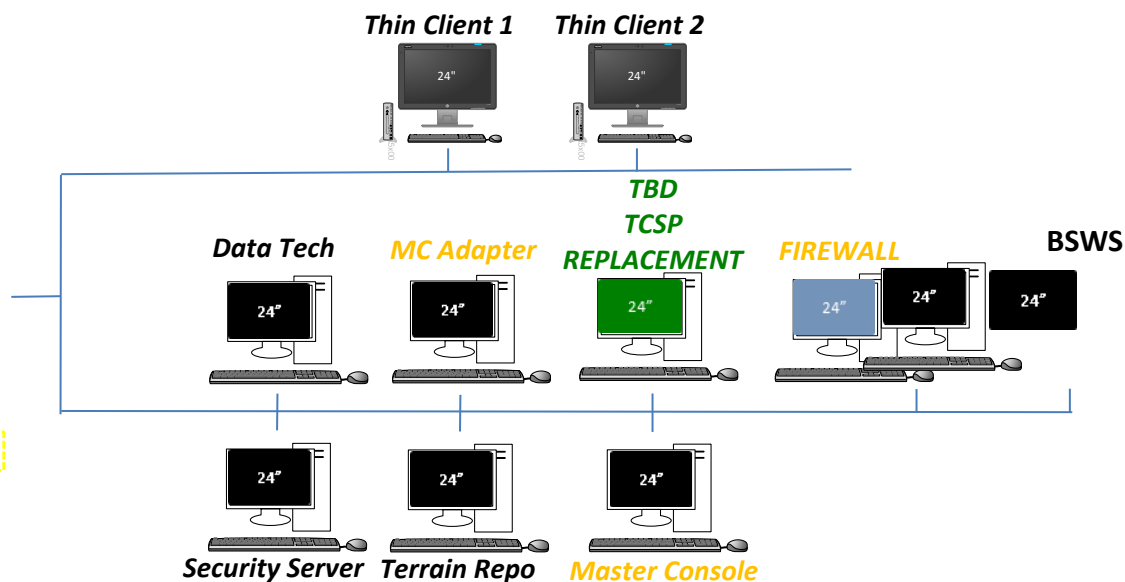 Thin Client 1 Thin Client 2
24" 24"
TBD
TCSP
REPLACEMENT
Data Tech MC Adapter FIREWALL BSWS
24” 24” 24” 24” 24” 24”
24” 24” 24”
Security Server Terrain Repo Master Console